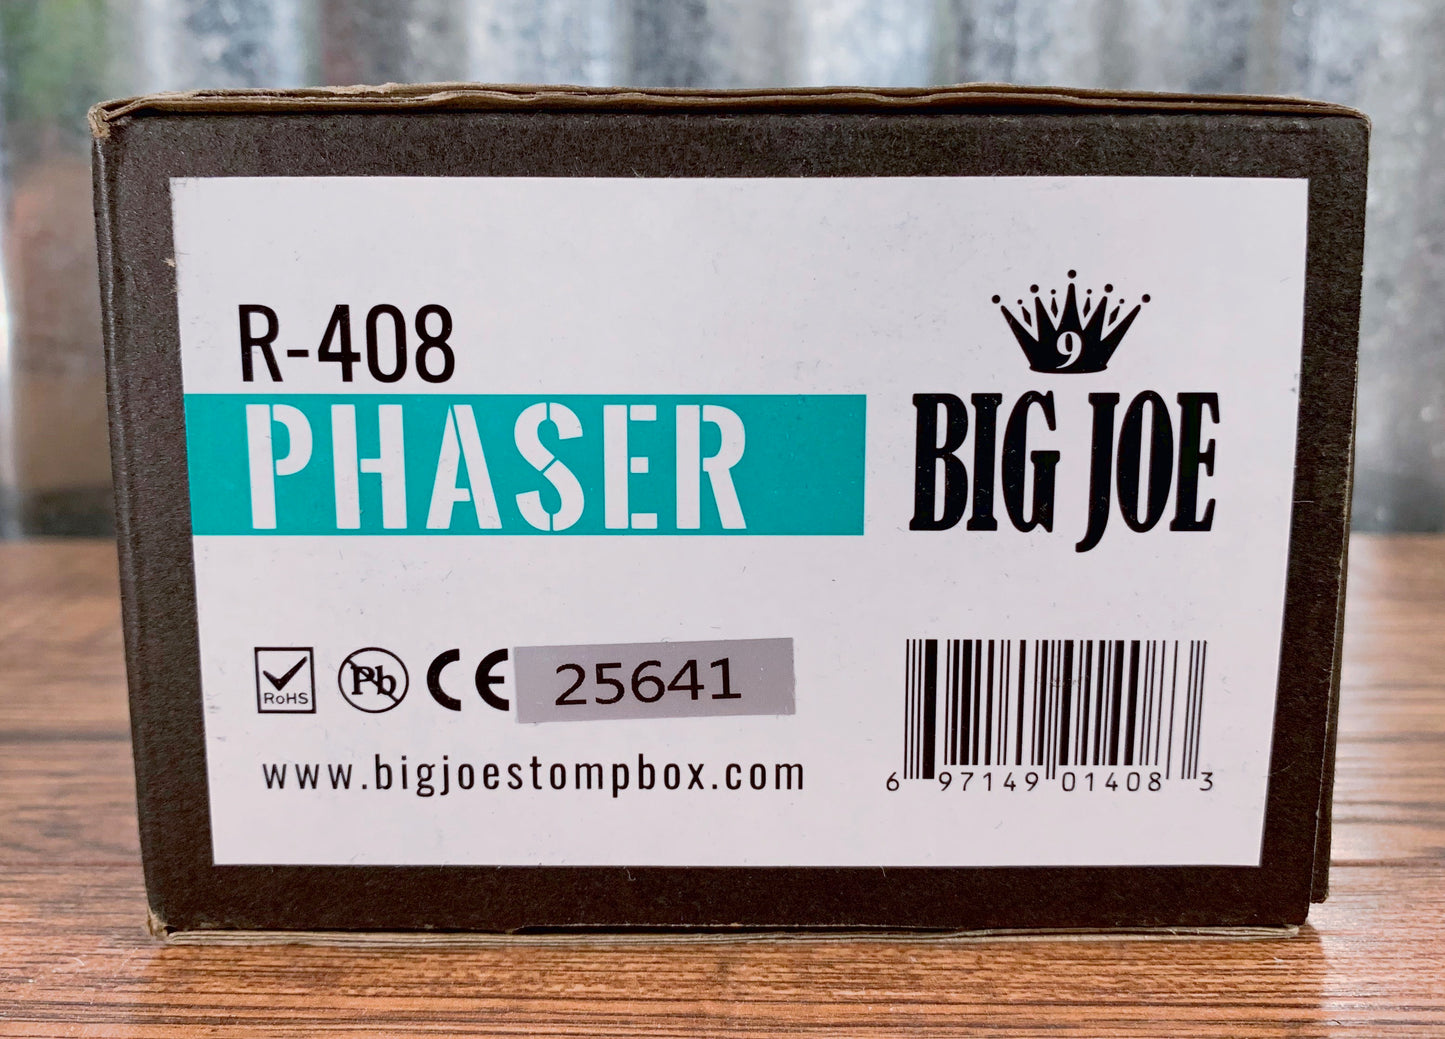 R-408
PHASER
9
BIG JOE
RoHS
Pb
CE
25641
www.bigjoestompbox.com
6 97149 01408 3